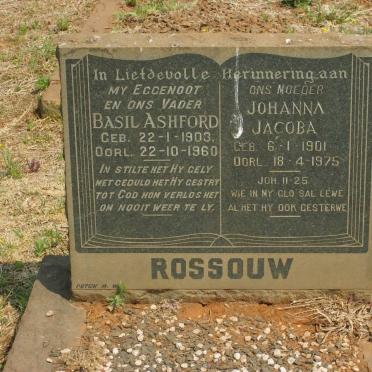 In Liefdevolle Herinnering aan
MY EGGENOOT
EN ONS VADER
BASIL ASHFORD
GEB. 22-1-1903.
OORL. 22-10-1960
IN STILTE HET HY GELY
MET GEDULD HET HY GESTRY
TOT GOD HOM VERLOS HET
OM NOOIT WEER TE LY.
ONS MOEDER
JOHANNA
JACOBA
GEB. 6-1-1901
OORL. 18-4-1975
JOH. 11-25
WIE IN MY GLO SAL LEWE
AL HET HY OOK GESTERWE
ROSSOUW